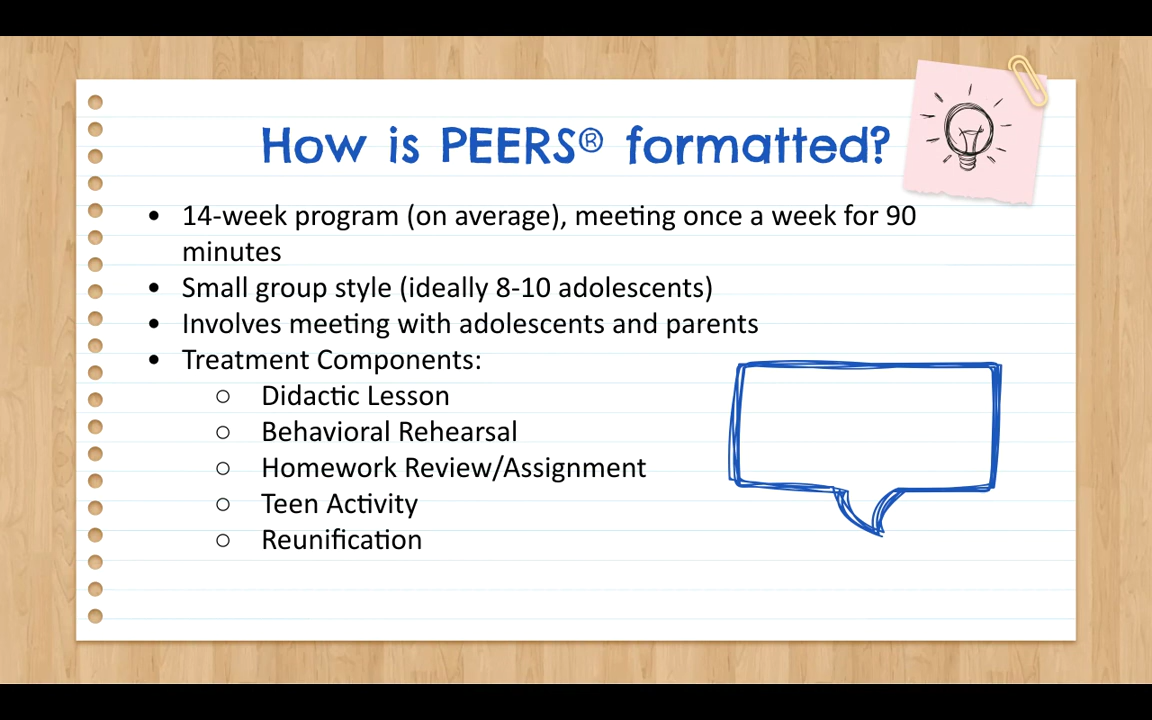 How is PEERS® formatted?
• 14-week program (on average), meeting once a week for 90
minutes
• Small group style (ideally 8-10 adolescents)
• Involves meeting with adolescents and parents
• Treatment Components:
○ Didactic Lesson
○ Behavioral Rehearsal
○ Homework Review/Assignment
○ Teen Activity
○ Reunification